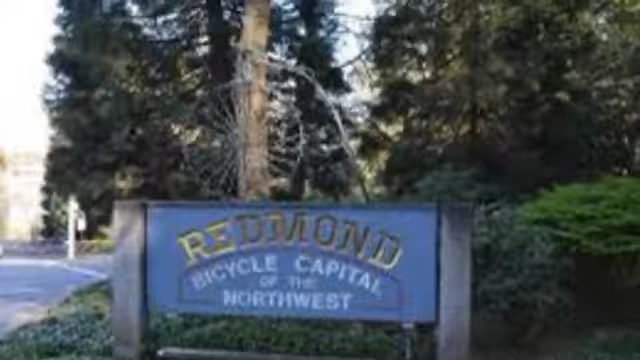 REDMOND
BICYCLE CAPITAL
OF THE
NORTHWEST